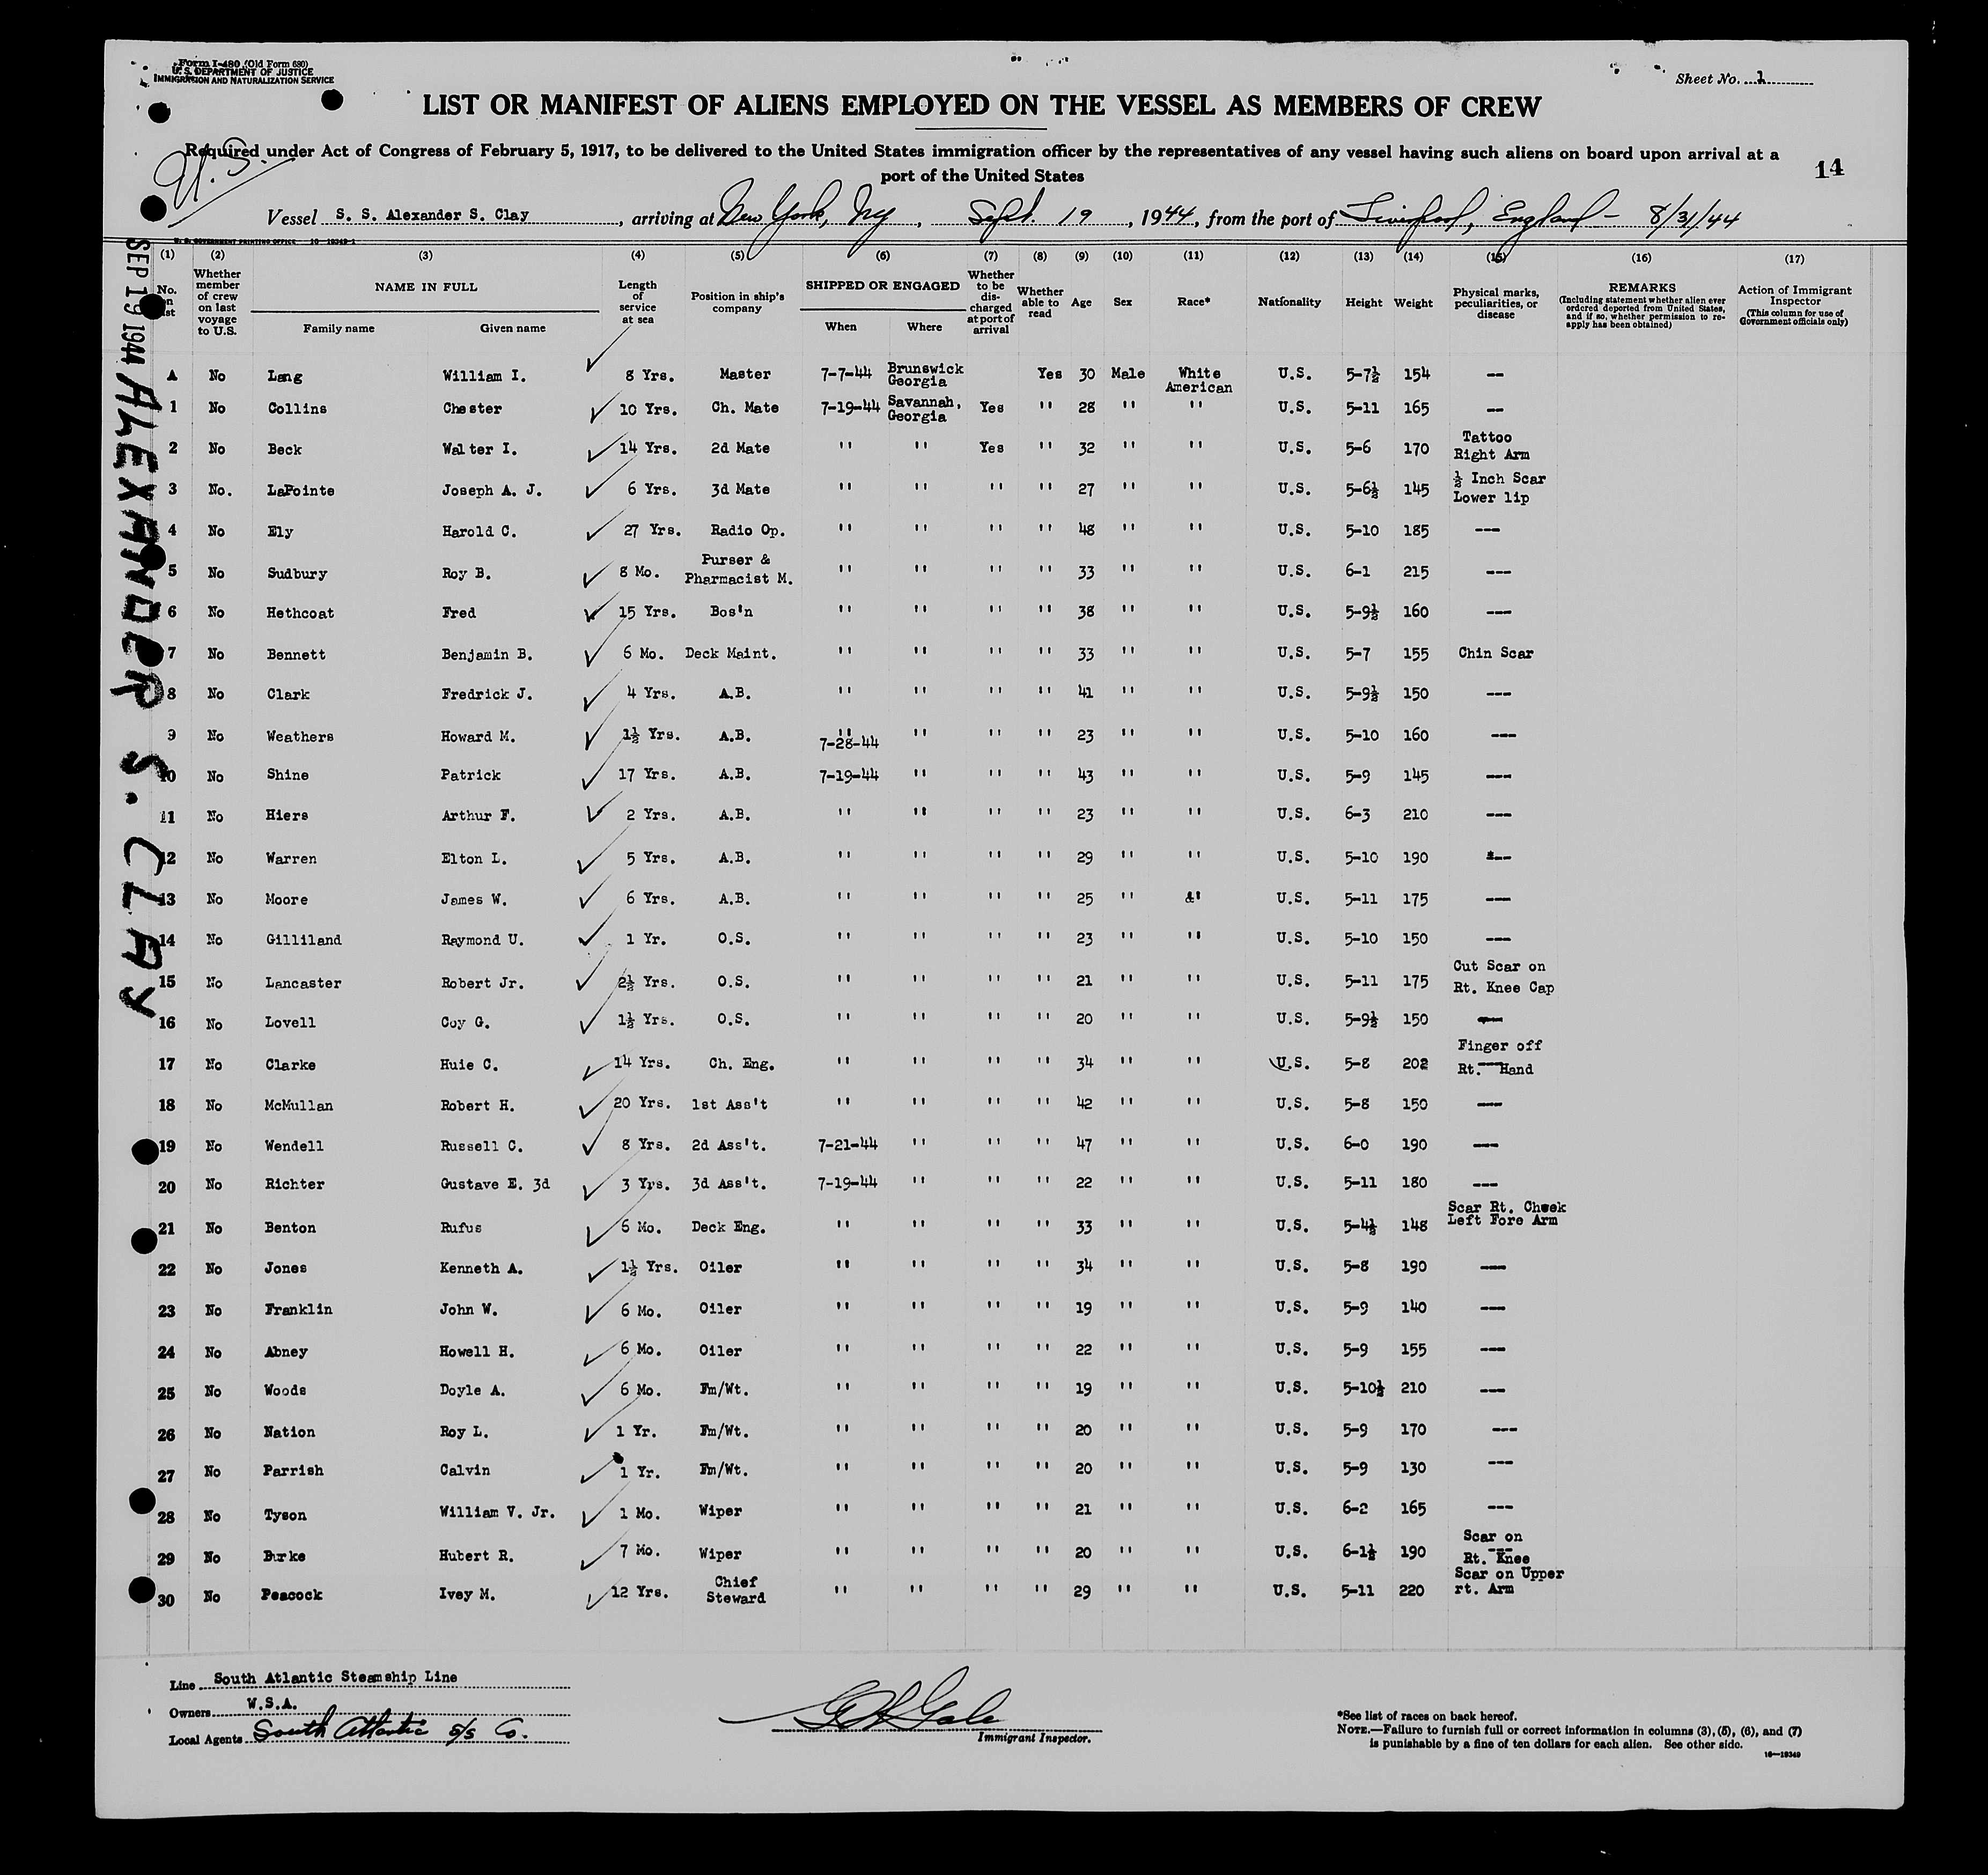 Form I-480 (Old Form 680)
U. S. DEPARTMENT OF JUSTICE
IMMIGRATION AND NATURALIZATION SERVICE
Sheet No. 1
LIST OR MANIFEST OF ALIENS EMPLOYED ON THE VESSEL AS MEMBERS OF CREW
Required under Act of Congress of February 5, 1917, to be delivered to the United States immigration officer by the representatives of any vessel having such aliens on board upon arrival at a
port of the United States
14
U.S.
Vessel S. S. Alexander S. Clay, arriving at New York, NY, Sept. 19, 1944, from the port of Liverpool, England - 8/31/44
U. S. GOVERNMENT PRINTING OFFICE 16-19349-1
SEP 19 1944 ALEXANDER S. CLAY
(1) (2) (3) (4) (5) (6) (7) (8) (9) (10) (11) (12) (13) (14) (15) (16) (17)
No. on list
Whether member of crew on last voyage to U.S.
NAME IN FULL
Family name Given name
Length of service at sea
Position in ship's company
SHIPPED OR ENGAGED
When Where
Whether to be discharged at port of arrival
Whether able to read
Age
Sex
Race*
Nationality
Height
Weight
Physical marks, peculiarities, or disease
REMARKS
(Including statement whether alien ever ordered deported from United States, and if so, whether permission to reapply has been obtained)
Action of Immigrant Inspector
(This column for use of Government officials only)
A No Lang William I. 8 Yrs. Master 7-7-44 Brunswick Georgia Yes 30 Male White American U.S. 5-7½ 154 --
1 No Collins Chester 10 Yrs. Ch. Mate 7-19-44 Savannah, Georgia Yes " 28 " " U.S. 5-11 165 --
2 No Beck Walter I. 14 Yrs. 2d Mate " " Yes " 32 " " U.S. 5-6 170 Tattoo Right Arm
3 No. LaPointe Joseph A. J. 6 Yrs. 3d Mate " " " " 27 " " U.S. 5-6½ 145 ½ Inch Scar Lower lip
4 No Ely Harold C. 27 Yrs. Radio Op. " " " " 48 " " U.S. 5-10 185 ---
5 No Sudbury Roy B. 8 Mo. Purser & Pharmacist M. " " " " 33 " " U.S. 6-1 215 ---
6 No Hethcoat Fred 15 Yrs. Bos'n " " " " 38 " " U.S. 5-9½ 160 ---
7 No Bennett Benjamin B. 6 Mo. Deck Maint. " " " " 33 " " U.S. 5-7 155 Chin Scar
8 No Clark Fredrick J. 4 Yrs. A.B. " " " " 41 " " U.S. 5-9½ 150 ---
9 No Weathers Howard M. 1½ Yrs. A.B. " 7-28-44 " " " 23 " " U.S. 5-10 160 ---
10 No Shine Patrick 17 Yrs. A.B. 7-19-44 " " " 43 " " U.S. 5-9 145 ---
11 No Hiers Arthur F. 2 Yrs. A.B. " " " " 23 " " U.S. 6-3 210 ---
12 No Warren Elton L. 5 Yrs. A.B. " " " " 29 " " U.S. 5-10 190 *--
13 No Moore James W. 6 Yrs. A.B. " " " " 25 " &" U.S. 5-11 175 ---
14 No Gilliland Raymond U. 1 Yr. O.S. " " " " 23 " " U.S. 5-10 150 ---
15 No Lancaster Robert Jr. 2½ Yrs. O.S. " " " " 21 " " U.S. 5-11 175 Cut Scar on Rt. Knee Cap
16 No Lovell Coy G. 1½ Yrs. O.S. " " " " 20 " " U.S. 5-9½ 150 ---
17 No Clarke Huie C. 14 Yrs. Ch. Eng. " " " " 34 " " U.S. 5-8 202 Finger off Rt. Hand
18 No McMullan Robert H. 20 Yrs. 1st Ass't " " " " 42 " " U.S. 5-8 150 ---
19 No Wendell Russell C. 8 Yrs. 2d Ass't. 7-21-44 " " " 47 " " U.S. 6-0 190 ---
20 No Richter Gustave E. 3d 3 Yrs. 3d Ass't. 7-19-44 " " " 22 " " U.S. 5-11 180 ---
21 No Benton Rufus 6 Mo. Deck Eng. " " " " 33 " " U.S. 5-4½ 148 Scar Rt. Cheek Left Fore Arm
22 No Jones Kenneth A. 1½ Yrs. Oiler " " " " 34 " " U.S. 5-8 190 ---
23 No Franklin John W. 6 Mo. Oiler " " " " 19 " " U.S. 5-9 140 ---
24 No Abney Howell H. 6 Mo. Oiler " " " " 22 " " U.S. 5-9 155 ---
25 No Woods Doyle A. 6 Mo. Fm/Wt. " " " " 19 " " U.S. 5-10½ 210 ---
26 No Nation Roy L. 1 Yr. Fm/Wt. " " " " 20 " " U.S. 5-9 170 ---
27 No Parrish Calvin 1 Yr. Fm/Wt. " " " " 20 " " U.S. 5-9 130 ---
28 No Tyson William V. Jr. 1 Mo. Wiper " " " " 21 " " U.S. 6-2 165 ---
29 No Burke Hubert R. 7 Mo. Wiper " " " " 20 " " U.S. 6-1½ 190 Scar on Rt. Knee
30 No Peacock Ivey M. 12 Yrs. Chief Steward " " " " 29 " " U.S. 5-11 220 Scar on Upper rt. Arm
Line South Atlantic Steamship Line
Owners W.S.A.
Local Agents South Atlantic S/S Co.
Gale
Immigrant Inspector.
*See list of races on back hereof.
NOTE.—Failure to furnish full or correct information in columns (3), (5), (6), and (7)
is punishable by a fine of ten dollars for each alien. See other side.
16-19349